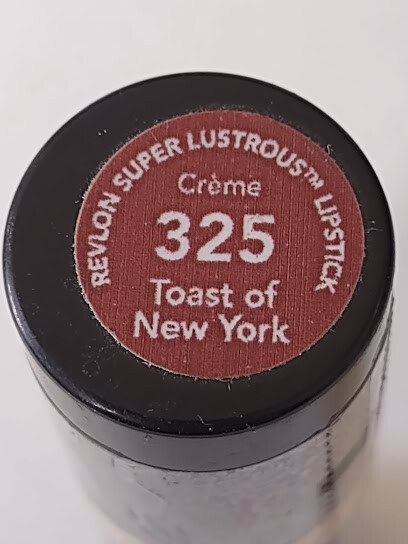 REVLON SUPER LUSTROUS™ LIPSTICK
Crème
325
Toast of
New York